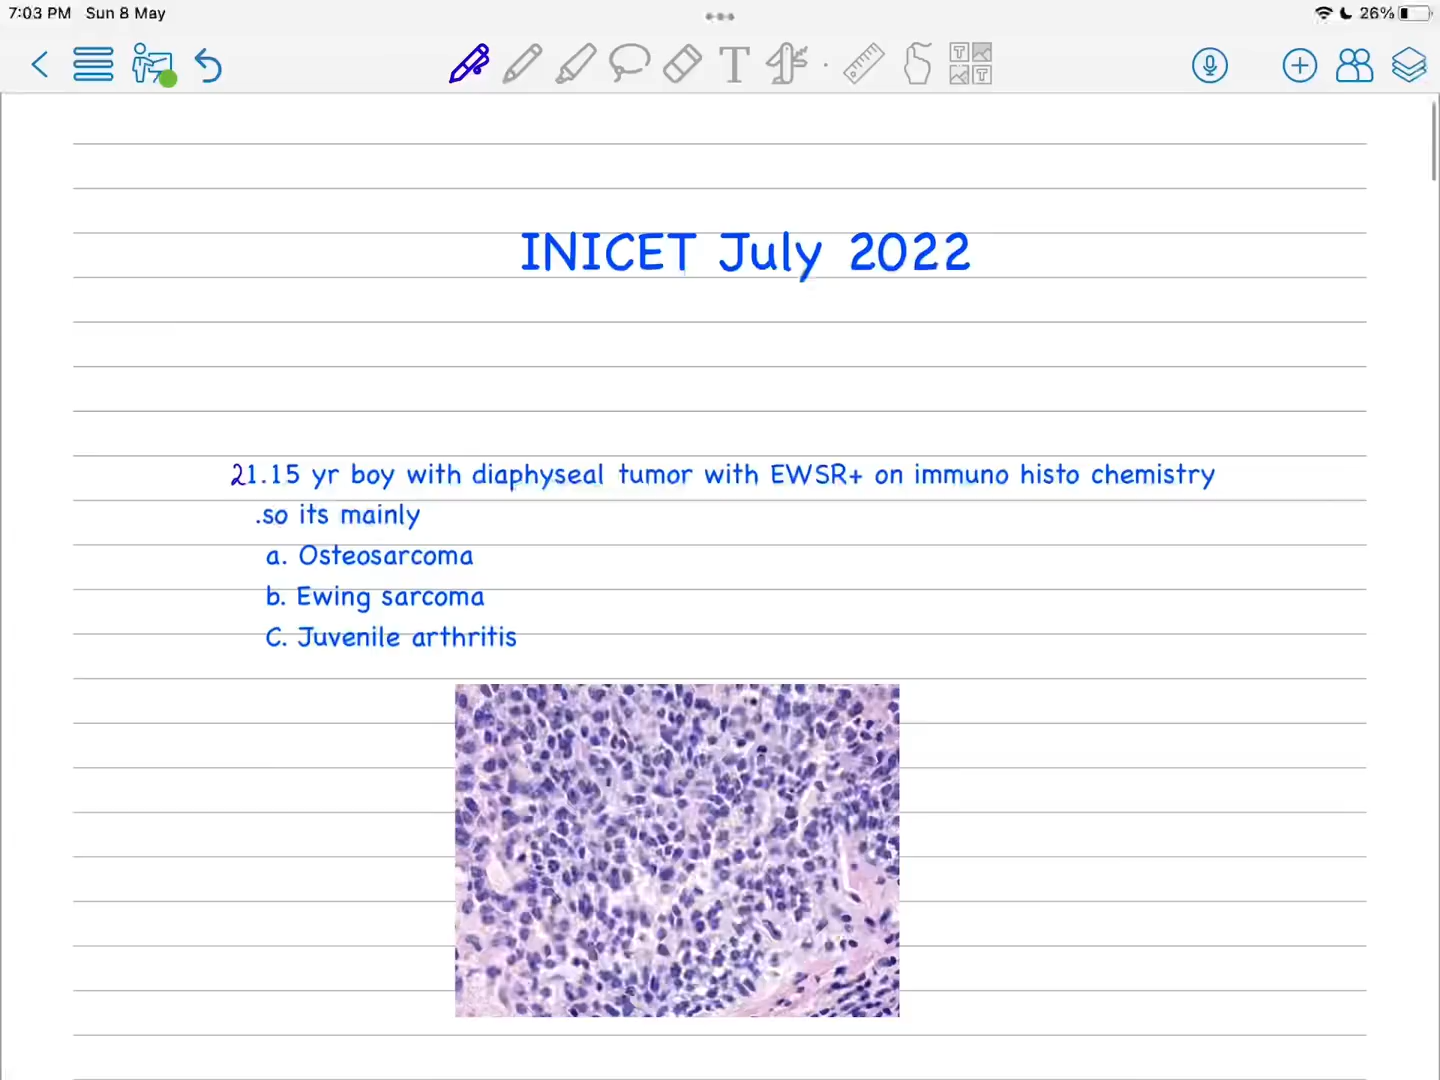 7:03 PM Sun 8 May
26%
T
INICET July 2022
21.15 yr boy with diaphyseal tumor with EWSR+ on immuno histo chemistry
.so its mainly
a. Osteosarcoma
b. Ewing sarcoma
C. Juvenile arthritis